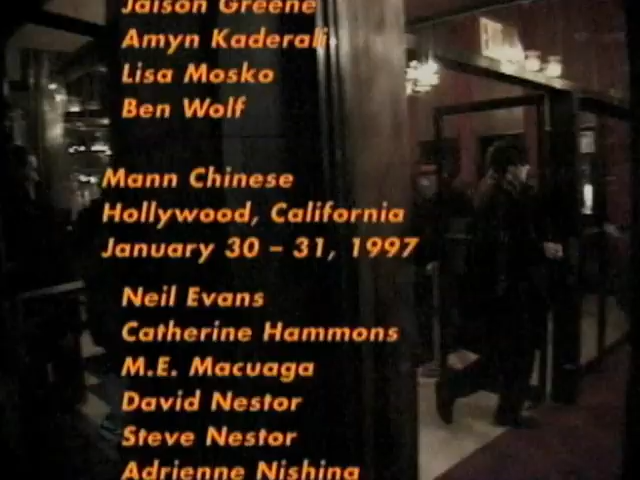 Jaison Greene
Amyn Kaderali
Lisa Mosko
Ben Wolf
Mann Chinese
Hollywood, California
January 30 – 31, 1997
Neil Evans
Catherine Hammons
M.E. Macuaga
David Nestor
Steve Nestor
Adrienne Nishina